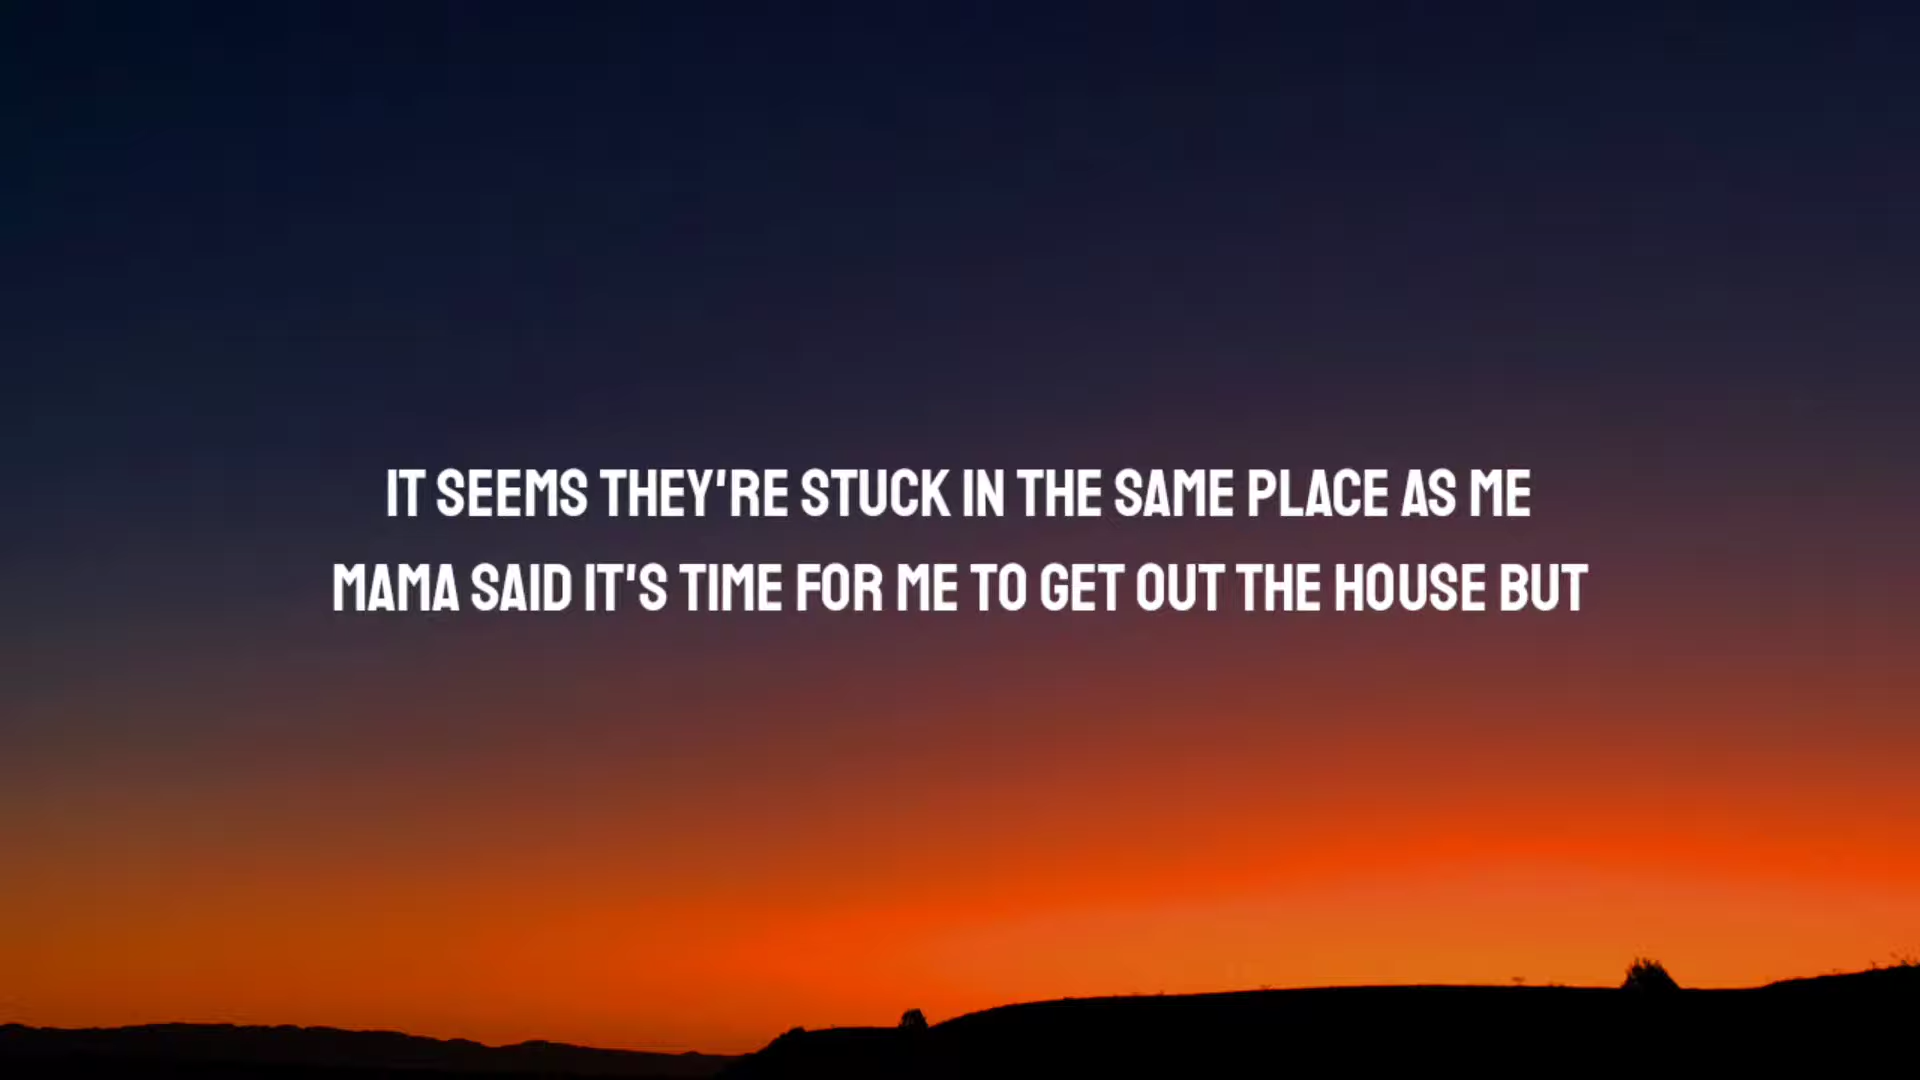 IT SEEMS THEY'RE STUCK IN THE SAME PLACE AS ME
MAMA SAID IT'S TIME FOR ME TO GET OUT THE HOUSE BUT